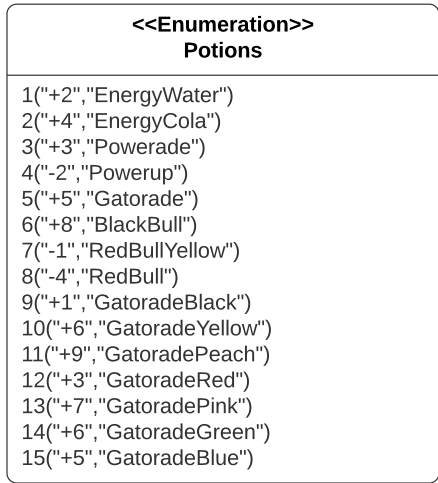 <<Enumeration>>
Potions
1("+2","EnergyWater")
2("+4","EnergyCola")
3("+3","Powerade")
4("-2","Powerup")
5("+5","Gatorade")
6("+8","BlackBull")
7("-1","RedBullYellow")
8("-4","RedBull")
9("+1","GatoradeBlack")
10("+6","GatoradeYellow")
11("+9","GatoradePeach")
12("+3","GatoradeRed")
13("+7","GatoradePink")
14("+6","GatoradeGreen")
15("+5","GatoradeBlue")